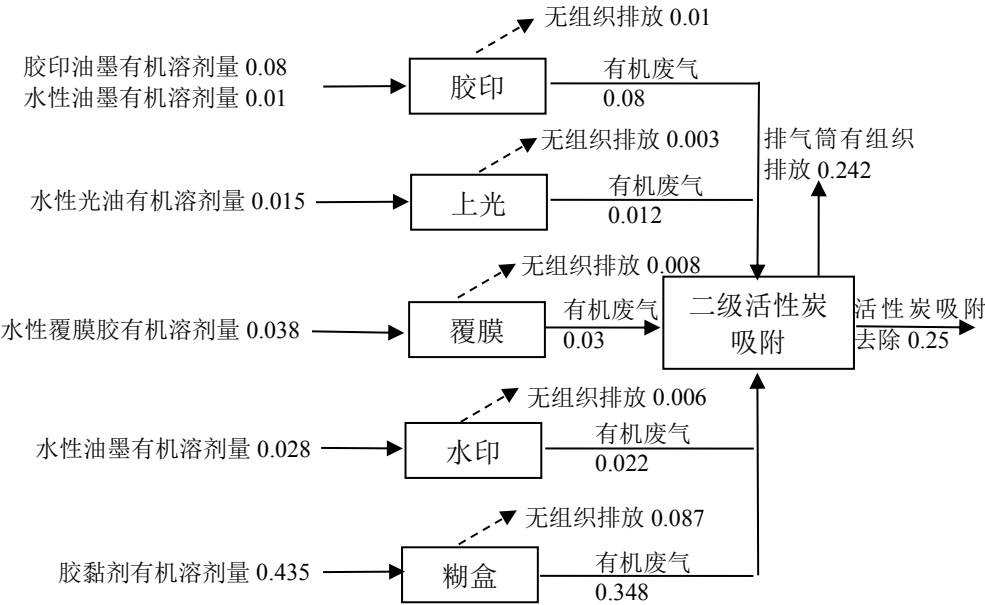 无组织排放 0.01
胶印油墨有机溶剂量 0.08
水性油墨有机溶剂量 0.01
胶印
有机废气
0.08
无组织排放 0.003
水性光油有机溶剂量 0.015
上光
有机废气
0.012
排气筒有组织
排放 0.242
无组织排放 0.008
水性覆膜胶有机溶剂量 0.038
覆膜
有机废气
0.03
二级活性炭
吸附
活性炭吸附
去除 0.25
无组织排放 0.006
水性油墨有机溶剂量 0.028
水印
有机废气
0.022
无组织排放 0.087
胶黏剂有机溶剂量 0.435
糊盒
有机废气
0.348